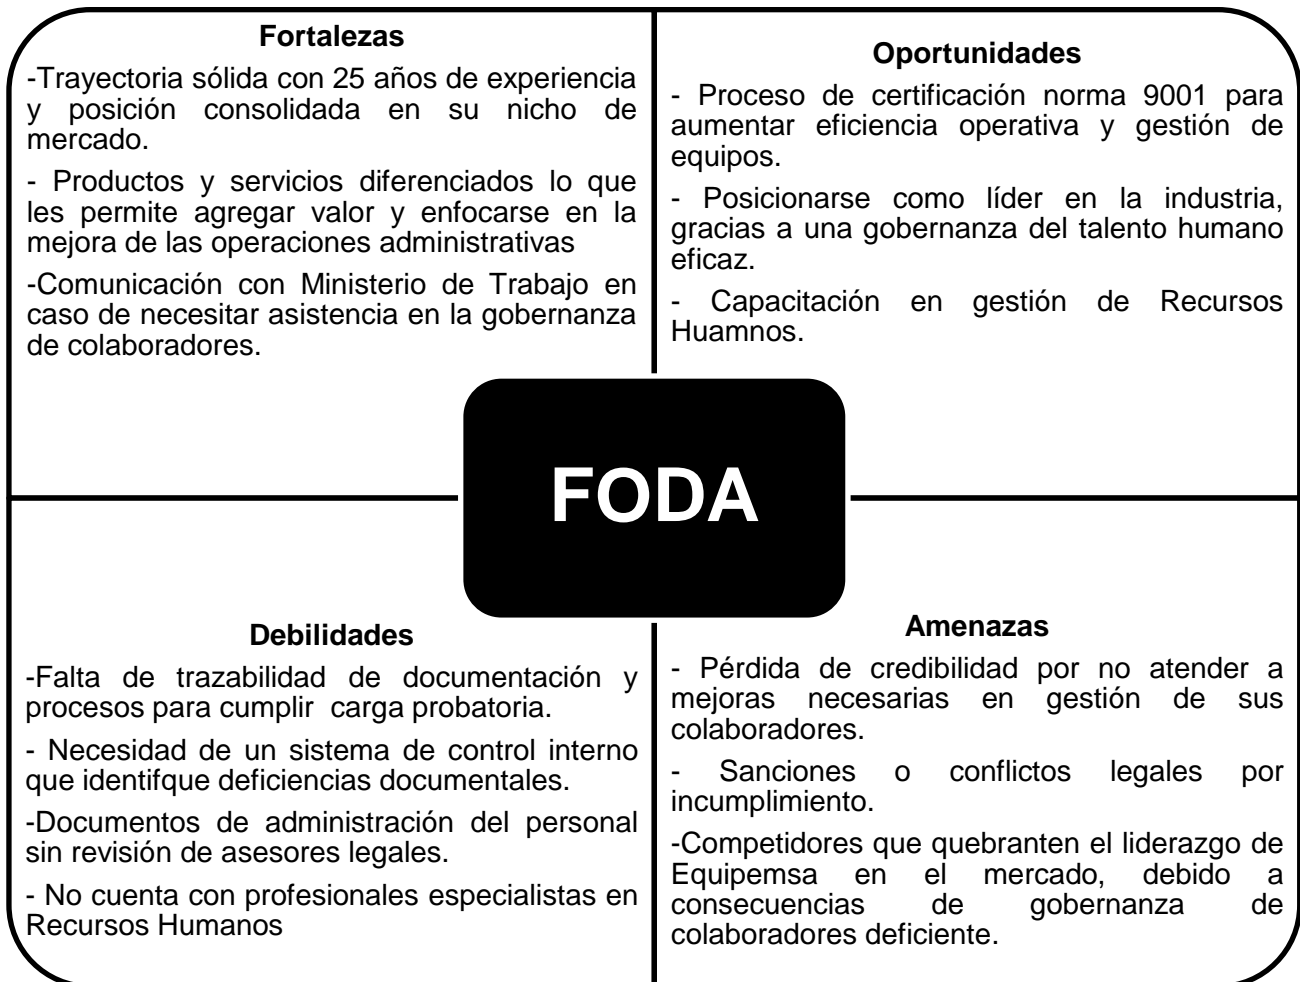 Fortalezas
-Trayectoria sólida con 25 años de experiencia
y posición consolidada en su nicho de
mercado.
- Productos y servicios diferenciados lo que
les permite agregar valor y enfocarse en la
mejora de las operaciones administrativas
-Comunicación con Ministerio de Trabajo en
caso de necesitar asistencia en la gobernanza
de colaboradores.
Oportunidades
- Proceso de certificación norma 9001 para
aumentar eficiencia operativa y gestión de
equipos.
- Posicionarse como líder en la industria,
gracias a una gobernanza del talento humano
eficaz.
- Capacitación en gestión de Recursos
Huamnos.
FODA
Debilidades
-Falta de trazabilidad de documentación y
procesos para cumplir carga probatoria.
- Necesidad de un sistema de control interno
que identifque deficiencias documentales.
-Documentos de administración del personal
sin revisión de asesores legales.
- No cuenta con profesionales especialistas en
Recursos Humanos
Amenazas
- Pérdida de credibilidad por no atender a
mejoras necesarias en gestión de sus
colaboradores.
- Sanciones o conflictos legales por
incumplimiento.
-Competidores que quebranten el liderazgo de
Equipemsa en el mercado, debido a
consecuencias de gobernanza de
colaboradores deficiente.